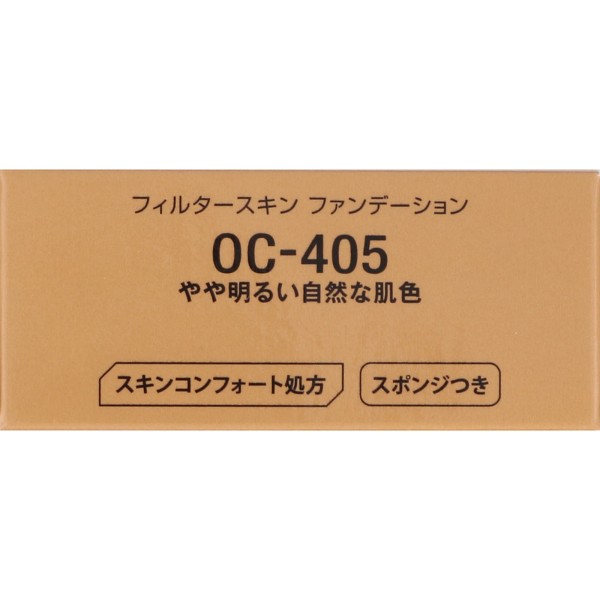 フィルタースキン ファンデーション
OC-405
やや明るい自然な肌色
スキンコンフォート処方
スポンジつき